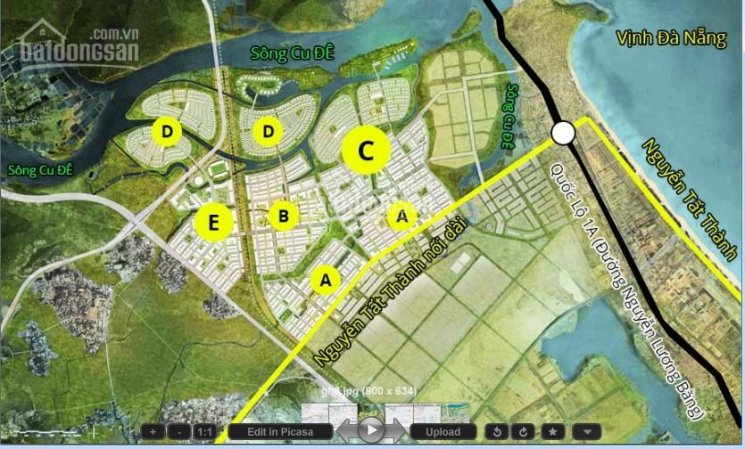 .com.vn
batdongsan
Sông Cu ĐÊ
Vịnh Đà Nẵng
D
D
Sông Cu ĐÊ
C
Sông Cu ĐÊ
Nguyễn Tất Thành
E
B
A
A
Nguyễn Tất Thành nối dài
Quốc Lộ 1A (Đường Nguyễn Lương Bằng)
.jpg (900 x 634)
+
-
1:1
Edit in Picasa
Upload